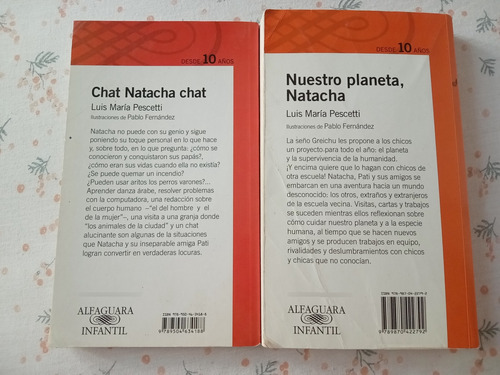 DESDE 10 AÑOS
Chat Natacha chat
Luis María Pescetti
Ilustraciones de Pablo Fernández
Natacha no puede con su genio y sigue
poniendo su toque personal en lo que hace
y, sobre todo, en lo que pregunta: ¿cómo se
conocieron y conquistaron sus papás?,
¿cómo eran sus vidas cuando ella no existía?
¿Se puede quemar un incendio?
¿Pueden usar aritos los perros varones?...
Aprender danza árabe, resolver problemas
con la computadora, una redacción sobre
el cuerpo humano –"el del hombre y el
de la mujer"–, una visita a una granja donde
"los animales de la ciudad" y un chat
alucinante son algunas de la situaciones
que Natacha y su inseparable amiga Pati
logran convertir en verdaderas locuras.
ALFAGUARA
INFANTIL
9789504634188
DESDE 10 AÑOS
Nuestro planeta,
Natacha
Luis María Pescetti
Ilustraciones de Pablo Fernández
La seño Greichu les propone a los chicos
un proyecto para todo el año: el planeta
y la supervivencia de la humanidad.
¡Y encima quiere que lo hagan con chicos de
otra escuela! Natacha, Pati y sus amigos se
embarcan en una aventura hacia un mundo
desconocido: los otros, extraños y extranjeros
de la escuela vecina. Visitas, cartas y trabajos
se suceden mientras ellos reflexionan sobre
cómo cuidar nuestro planeta y a la especie
humana, al tiempo que se hacen nuevos
amigos y se producen trabajos en equipo,
rivalidades y deslumbramientos con chicos
y chicas que no conocían.
ALFAGUARA
INFANTIL
9789870422792